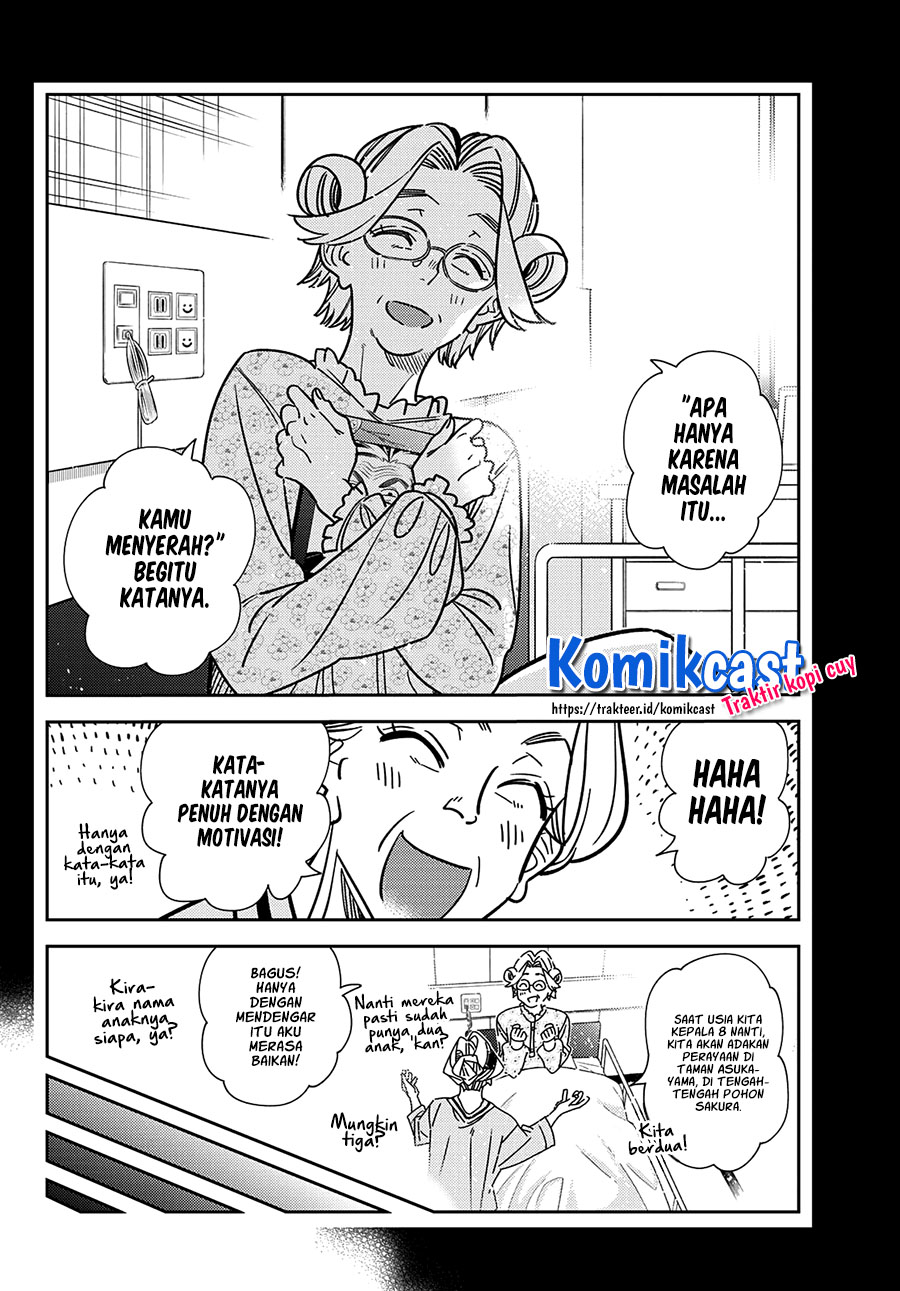 "APA
HANYA
KARENA
MASALAH
ITU...
KAMU
MENYERAH?"
BEGITU
KATANYA.
Komikcast
Traktir kopi cuy
https://trakteer.id/komikcast
HAHA
HAHA!
KATA-
KATANYA
PENUH DENGAN
MOTIVASI!
Hanya
dengan
kata-kata
itu, ya!
SAAT USIA KITA
KEPALA 8 NANTI,
KITA AKAN ADAKAN
PERAYAAN DI
TAMAN ASUKA-
YAMA, DI TENGAH-
TENGAH POHON
SAKURA.
Kita
berdua!
Nanti mereka
pasti sudah
punya dua
anak, 'kan?
Mungkin
tiga?
BAGUS!
HANYA
DENGAN
MENDENGAR
ITU AKU
MERASA
BAIKAN!
Kira-
kira nama
anaknya
siapa, ya?